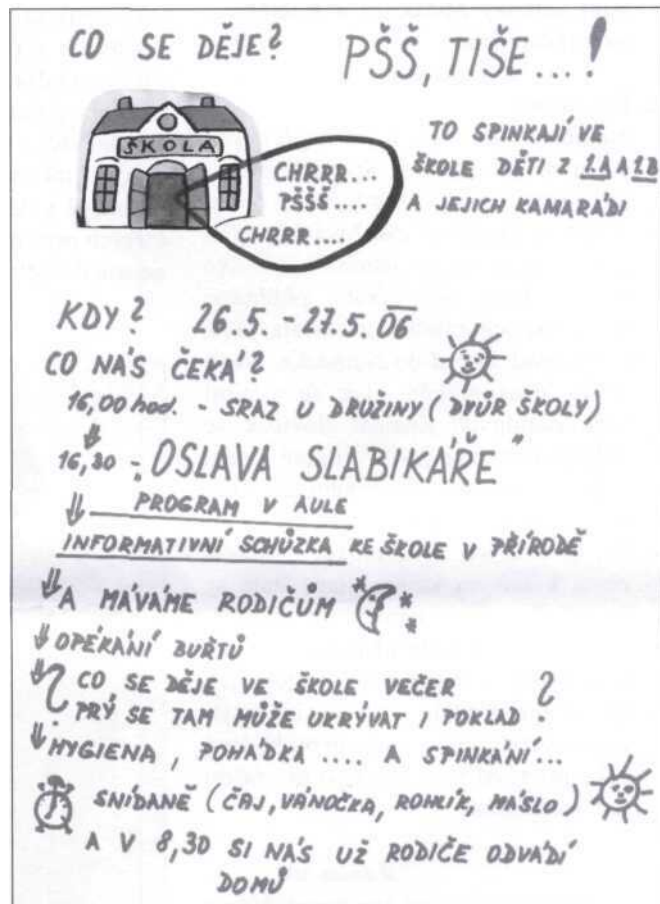 CO SE DĚJE?
PŠŠ, TIŠE...!
ŠKOLA
CHRRR...
PŠŠŠ....
CHRRR....
TO SPINKAJÍ VE
ŠKOLE DĚTI Z 1.A A 1.B
A JEJICH KAMARÁDI
KDY? 26.5. - 27.5. 06
CO NÁS ČEKÁ?
16,00 hod. - SRAZ U DRUŽINY (DVŮR ŠKOLY)
16,30 - „OSLAVA SLABIKÁŘE"
PROGRAM V AULE
INFORMATIVNÍ SCHŮZKA KE ŠKOLE V PŘÍRODĚ
A MÁVÁME RODIČŮM
OPÉKÁNÍ BUŘTŮ
? CO SE DĚJE VE ŠKOLE VEČER ?
PRÝ SE TAM MŮŽE UKRÝVAT I POKLAD
HYGIENA, POHÁDKA .... A SPINKÁNÍ...
SNÍDANĚ (ČAJ, VÁNOČKA, ROHLÍK, MÁSLO)
A V 8,30 SI NÁS UŽ RODIČE ODVÁDÍ
DOMŮ